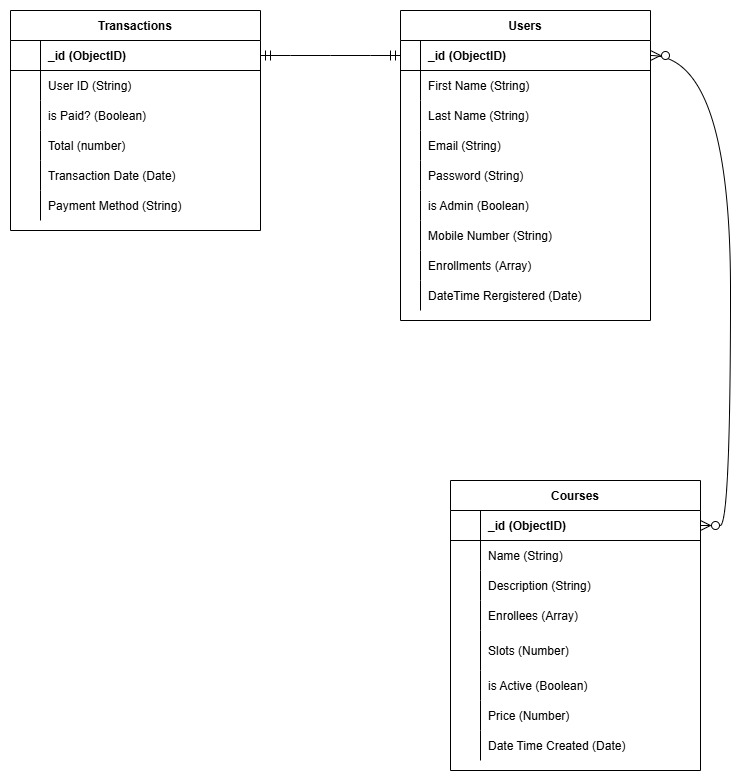 Transactions
_id (ObjectID)
User ID (String)
is Paid? (Boolean)
Total (number)
Transaction Date (Date)
Payment Method (String)
Users
_id (ObjectID)
First Name (String)
Last Name (String)
Email (String)
Password (String)
is Admin (Boolean)
Mobile Number (String)
Enrollments (Array)
DateTime Rergistered (Date)
Courses
_id (ObjectID)
Name (String)
Description (String)
Enrollees (Array)
Slots (Number)
is Active (Boolean)
Price (Number)
Date Time Created (Date)